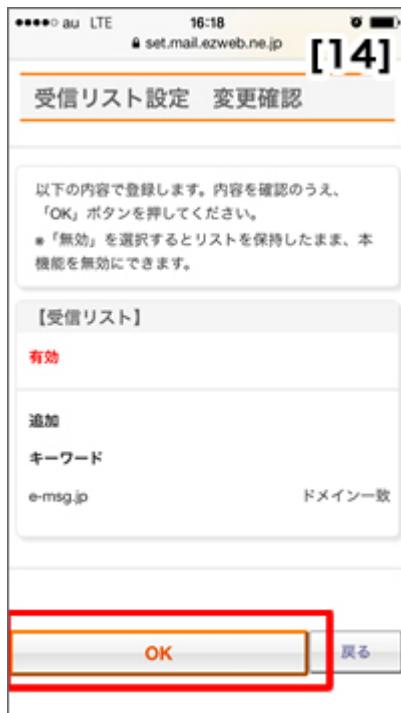 au LTE 16:18
set.mail.ezweb.ne.jp
[14]
受信リスト設定 変更確認
以下の内容で登録します。内容を確認のうえ、
「OK」ボタンを押してください。
※「無効」を選択するとリストを保持したまま、本
機能を無効にできます。
【受信リスト】
有効
追加
キーワード
e-msg.jp ドメイン一致
OK 戻る